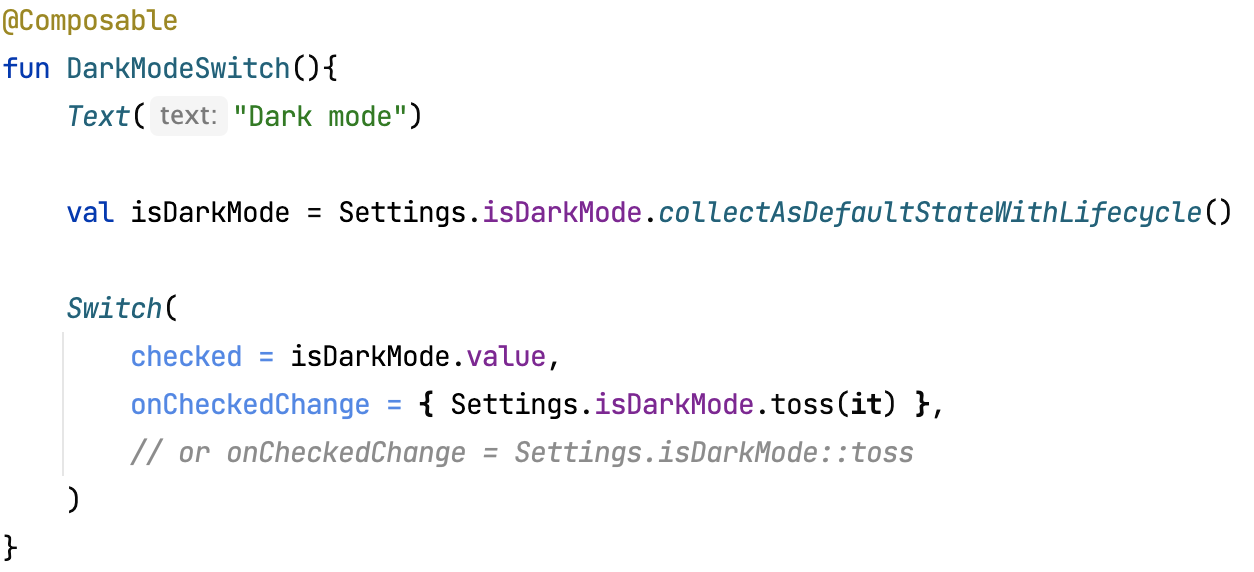 @Composable
fun DarkModeSwitch(){
    Text( text: "Dark mode")

    val isDarkMode = Settings.isDarkMode.collectAsDefaultStateWithLifecycle()

    Switch(
        checked = isDarkMode.value,
        onCheckedChange = { Settings.isDarkMode.toss(it) },
        // or onCheckedChange = Settings.isDarkMode::toss
    )
}